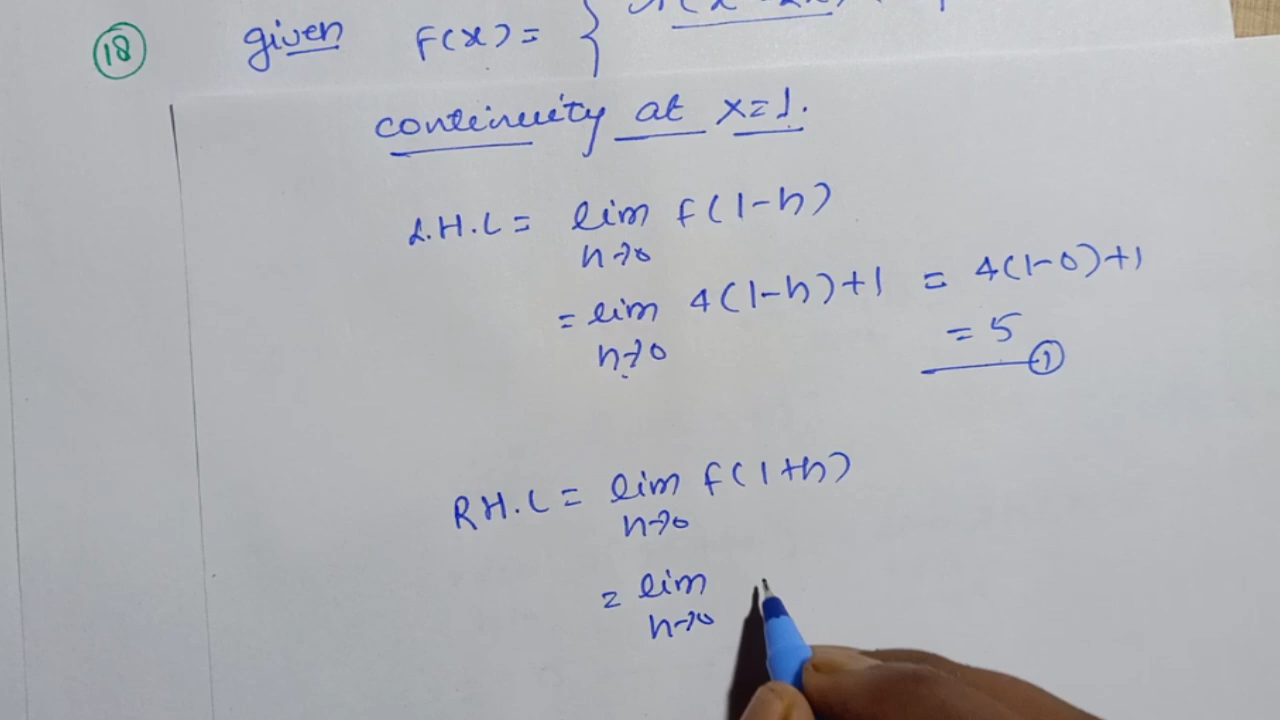 18 given f(x) = {
continuity at x=1.
L.H.L = lim f(1-h)
h→0
= lim 4(1-h)+1 = 4(1-0)+1
h→0
= 5
1
R.H.L = lim f(1+h)
h→0
= lim
h→0